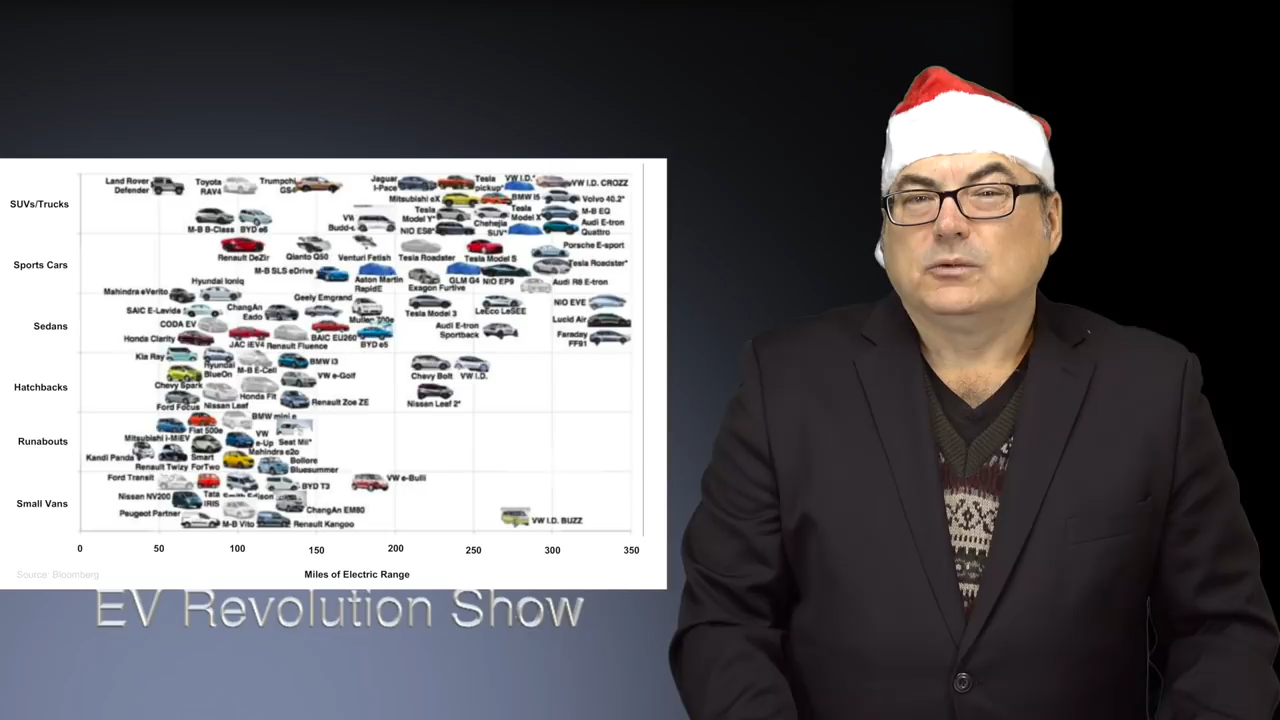 SUVs/Trucks
Land Rover
Defender
Toyota
RAV4
Trumpchi
GS4
Jaguar
I-Pace
Tesla
pickup*
VW I.D.*
VW I.D. CROZZ
Mitsubishi eX
BMW i5
Volvo 40.2*
M-B B-Class
BYD e6
VW
Budd-e
Tesla
Model Y*
NIO ES8*
Chehejia
SUV*
Tesla
Model X
M-B EQ
Audi E-tron
Quattro
Sports Cars
Renault DeZir
Qianto Q50
Venturi Fetish
Tesla Roadster
Tesla Model S
Porsche E-sport
Tesla Roadster*
M-B SLS eDrive
Aston Martin
RapidE
Exagon Furtive
GLM G4
NIO EP9
Audi R8 E-tron
Sedans
Mahindra eVerito
Hyundai Ioniq
SAIC E-Lavida
ChangAn
Eado
Geely Emgrand
Mullen 700e
Tesla Model 3
LeEco LeSEE
NIO EYE
CODA EV
Honda Clarity
JAC iEV4
Renault Fluence
BAIC EU260
BYD e5
Audi E-tron
Sportback
Lucid Air
Faraday
FF91
Hatchbacks
Kia Ray
Hyundai
BlueOn
M-B E-Cell
BMW i3
VW e-Golf
Chevy Bolt
VW I.D.
Chevy Spark
Ford Focus
Nissan Leaf
Honda Fit
Renault Zoe ZE
Nissan Leaf 2*
Runabouts
Mitsubishi i-MiEV
Fiat 500e
BMW mini e
VW
e-Up
Seat Mii*
Kandi Panda
Renault Twizy
Smart
ForTwo
Mahindra e2o
Bollore
Bluesummer
Small Vans
Ford Transit
Tata
IRIS
Smith Edison
BYD T3
VW e-Bulli
Nissan NV200
ChangAn EM80
Peugeot Partner
M-B Vito
Renault Kangoo
VW I.D. BUZZ
0 50 100 150 200 250 300 350
Source: Bloomberg
Miles of Electric Range
EV Revolution Show